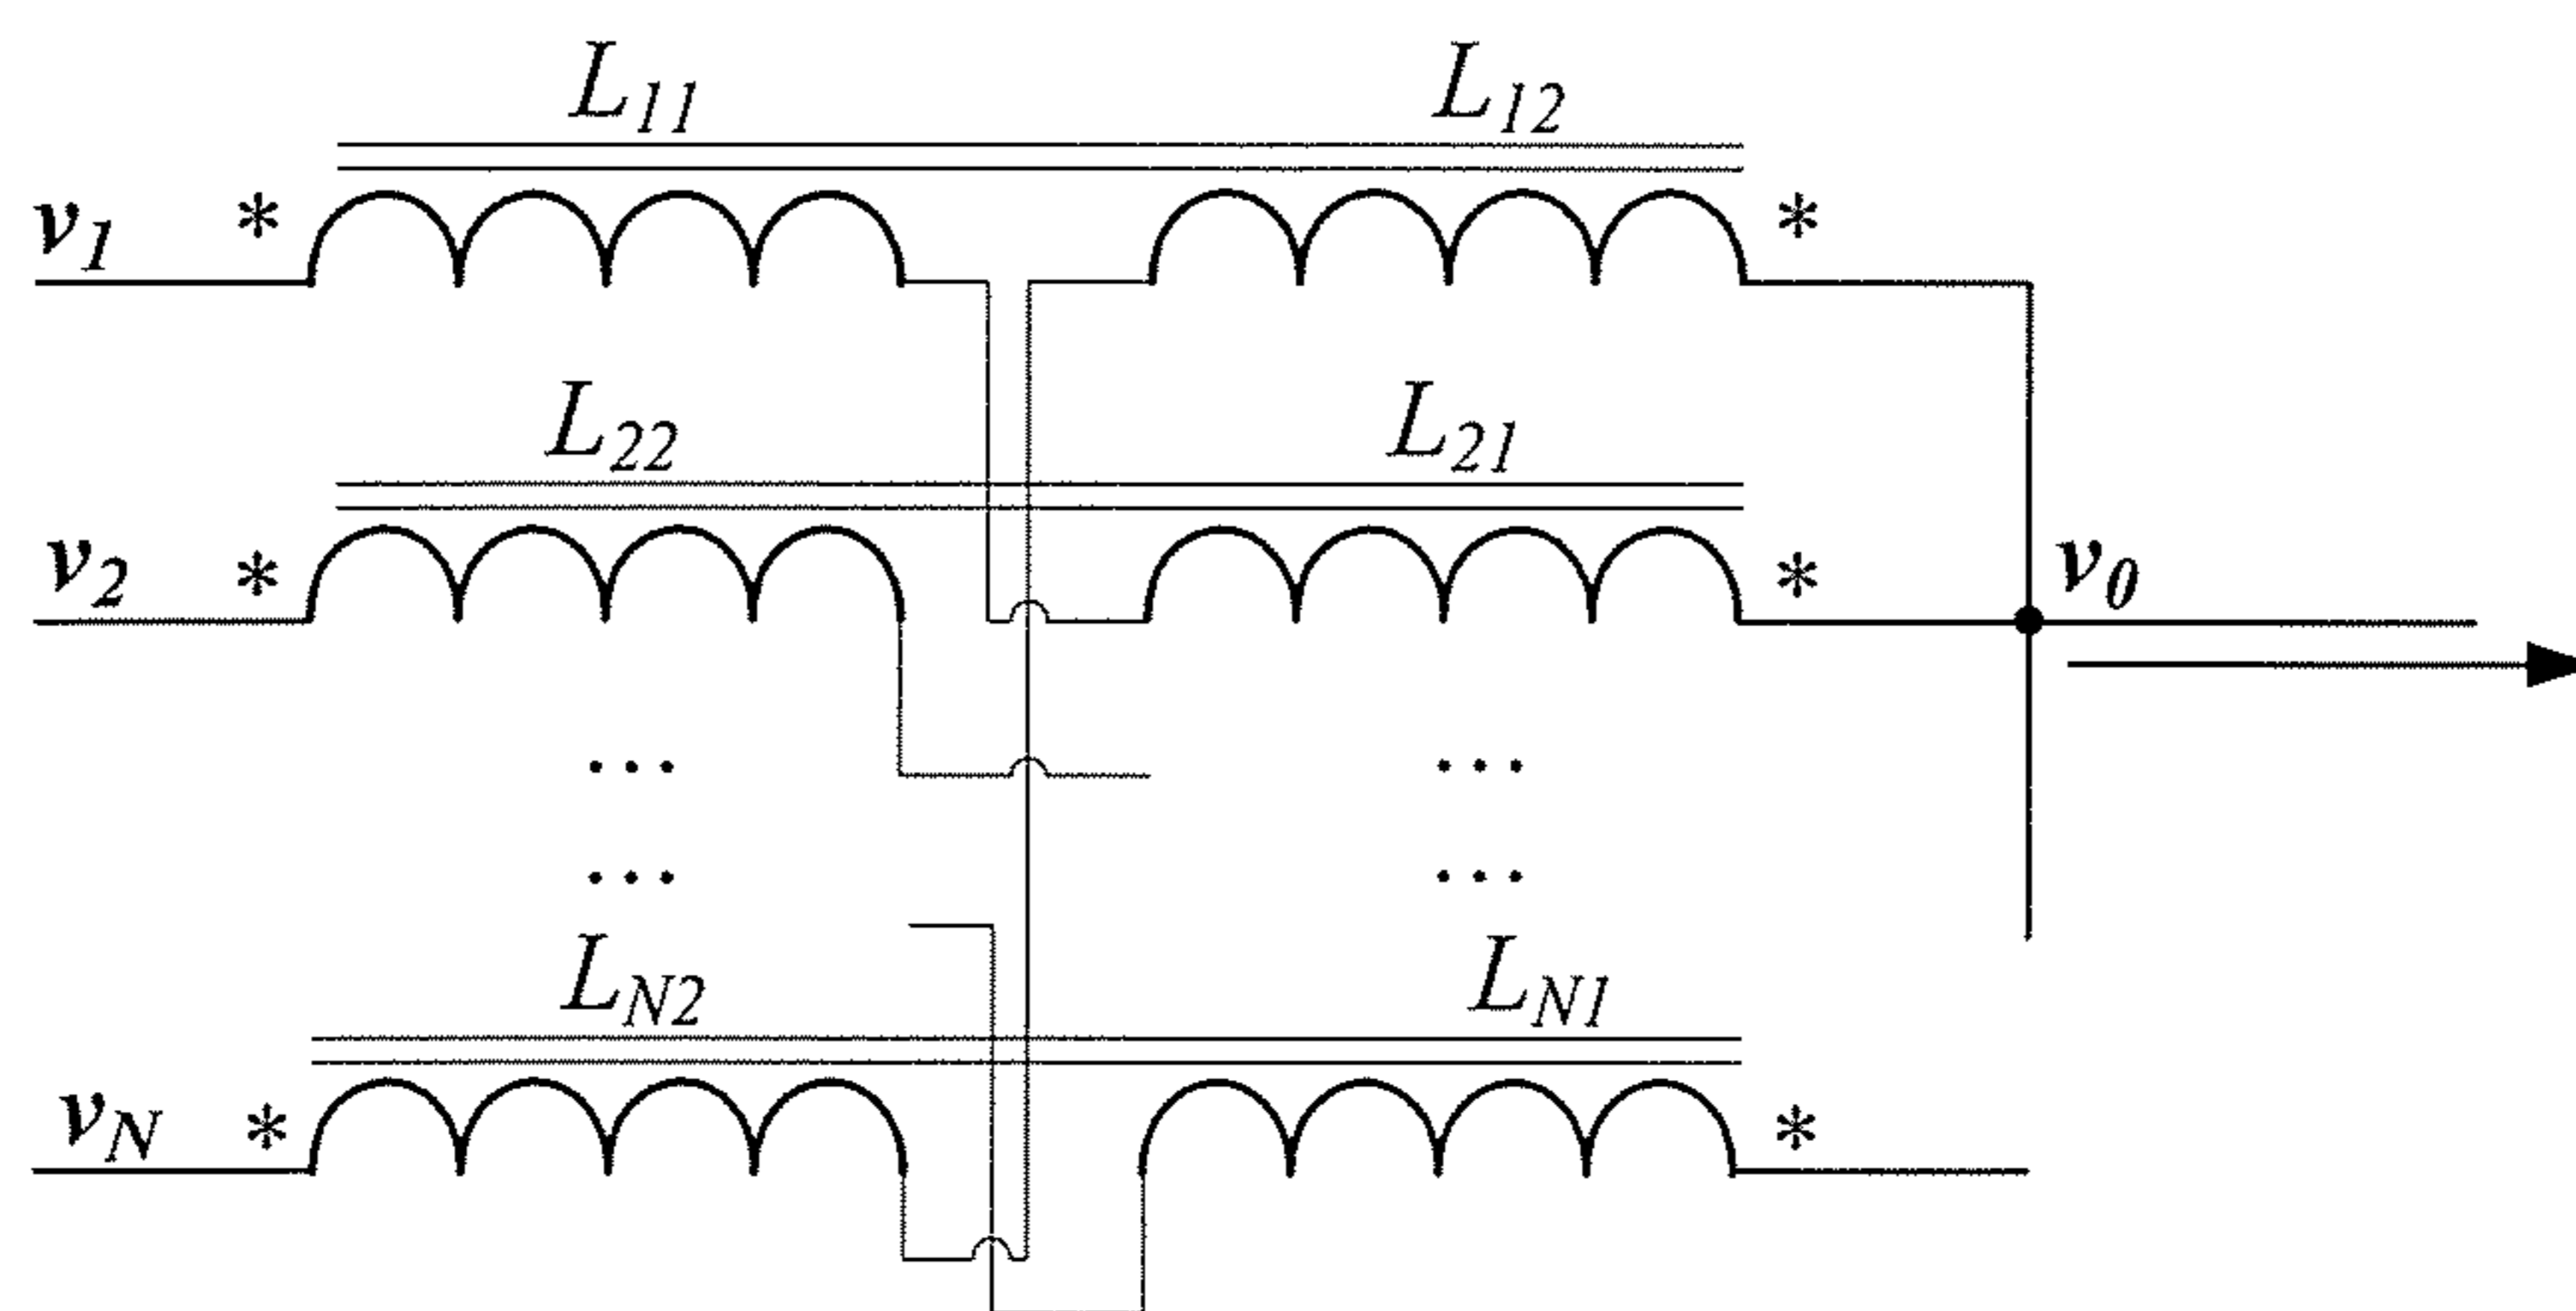 L11 L12
v1 * *
L22 L21
v2 * * v0
... ...
... ...
LN2 LN1
vN * *